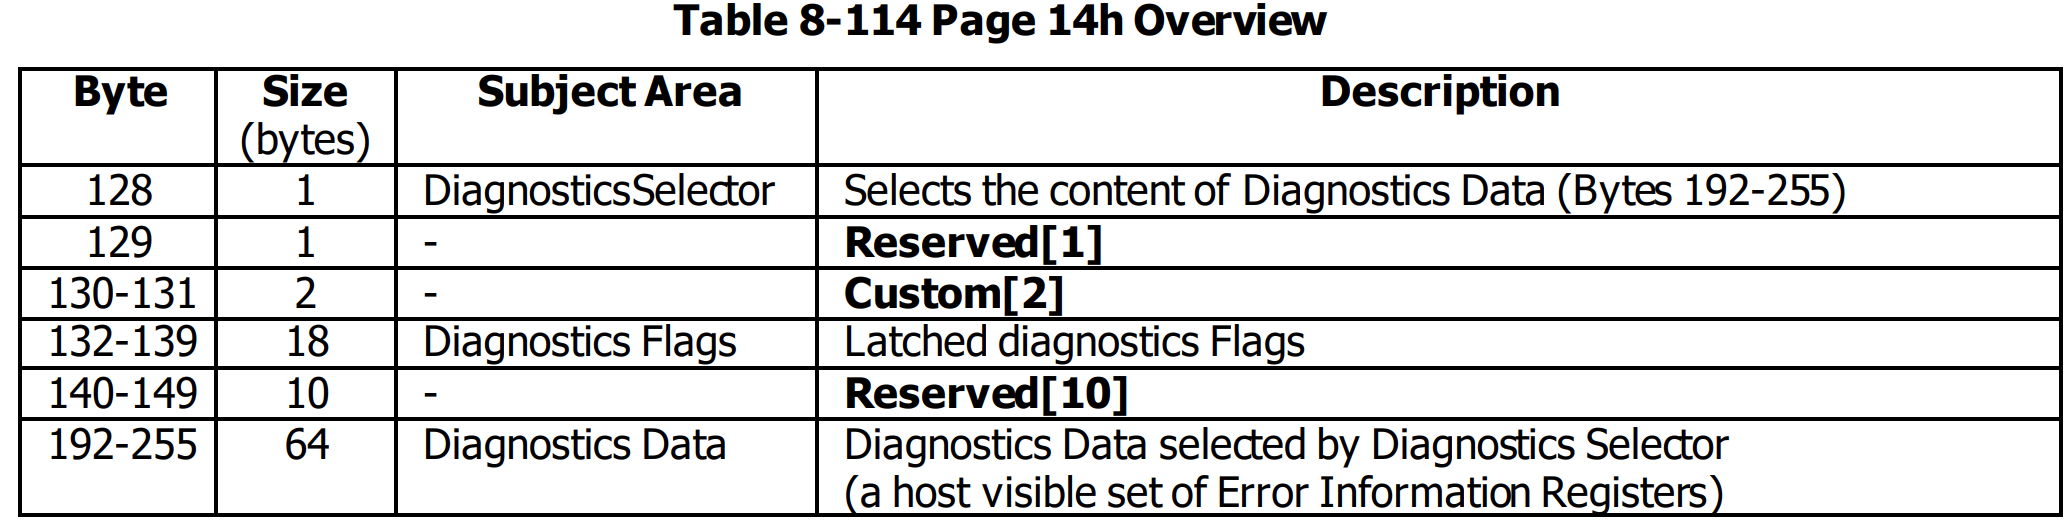 Table 8-114 Page 14h Overview
Byte Size Subject Area Description
(bytes)
128 1 DiagnosticsSelector Selects the content of Diagnostics Data (Bytes 192-255)
129 1 - Reserved[1]
130-131 2 - Custom[2]
132-139 18 Diagnostics Flags Latched diagnostics Flags
140-149 10 - Reserved[10]
192-255 64 Diagnostics Data Diagnostics Data selected by Diagnostics Selector
(a host visible set of Error Information Registers)